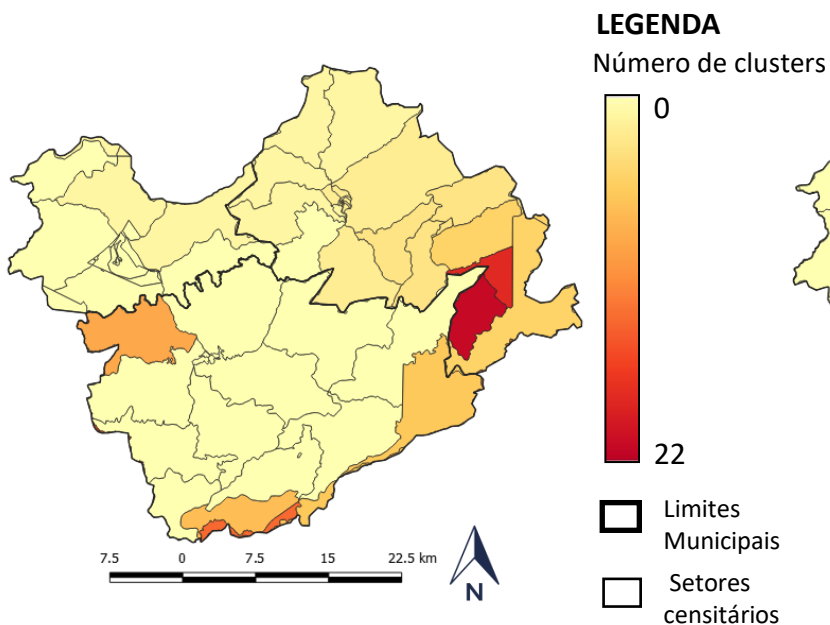 LEGENDA
Número de clusters
0
22
Limites
Municipais
Setores
censitários
7.5 0 7.5 15 22.5 km
N